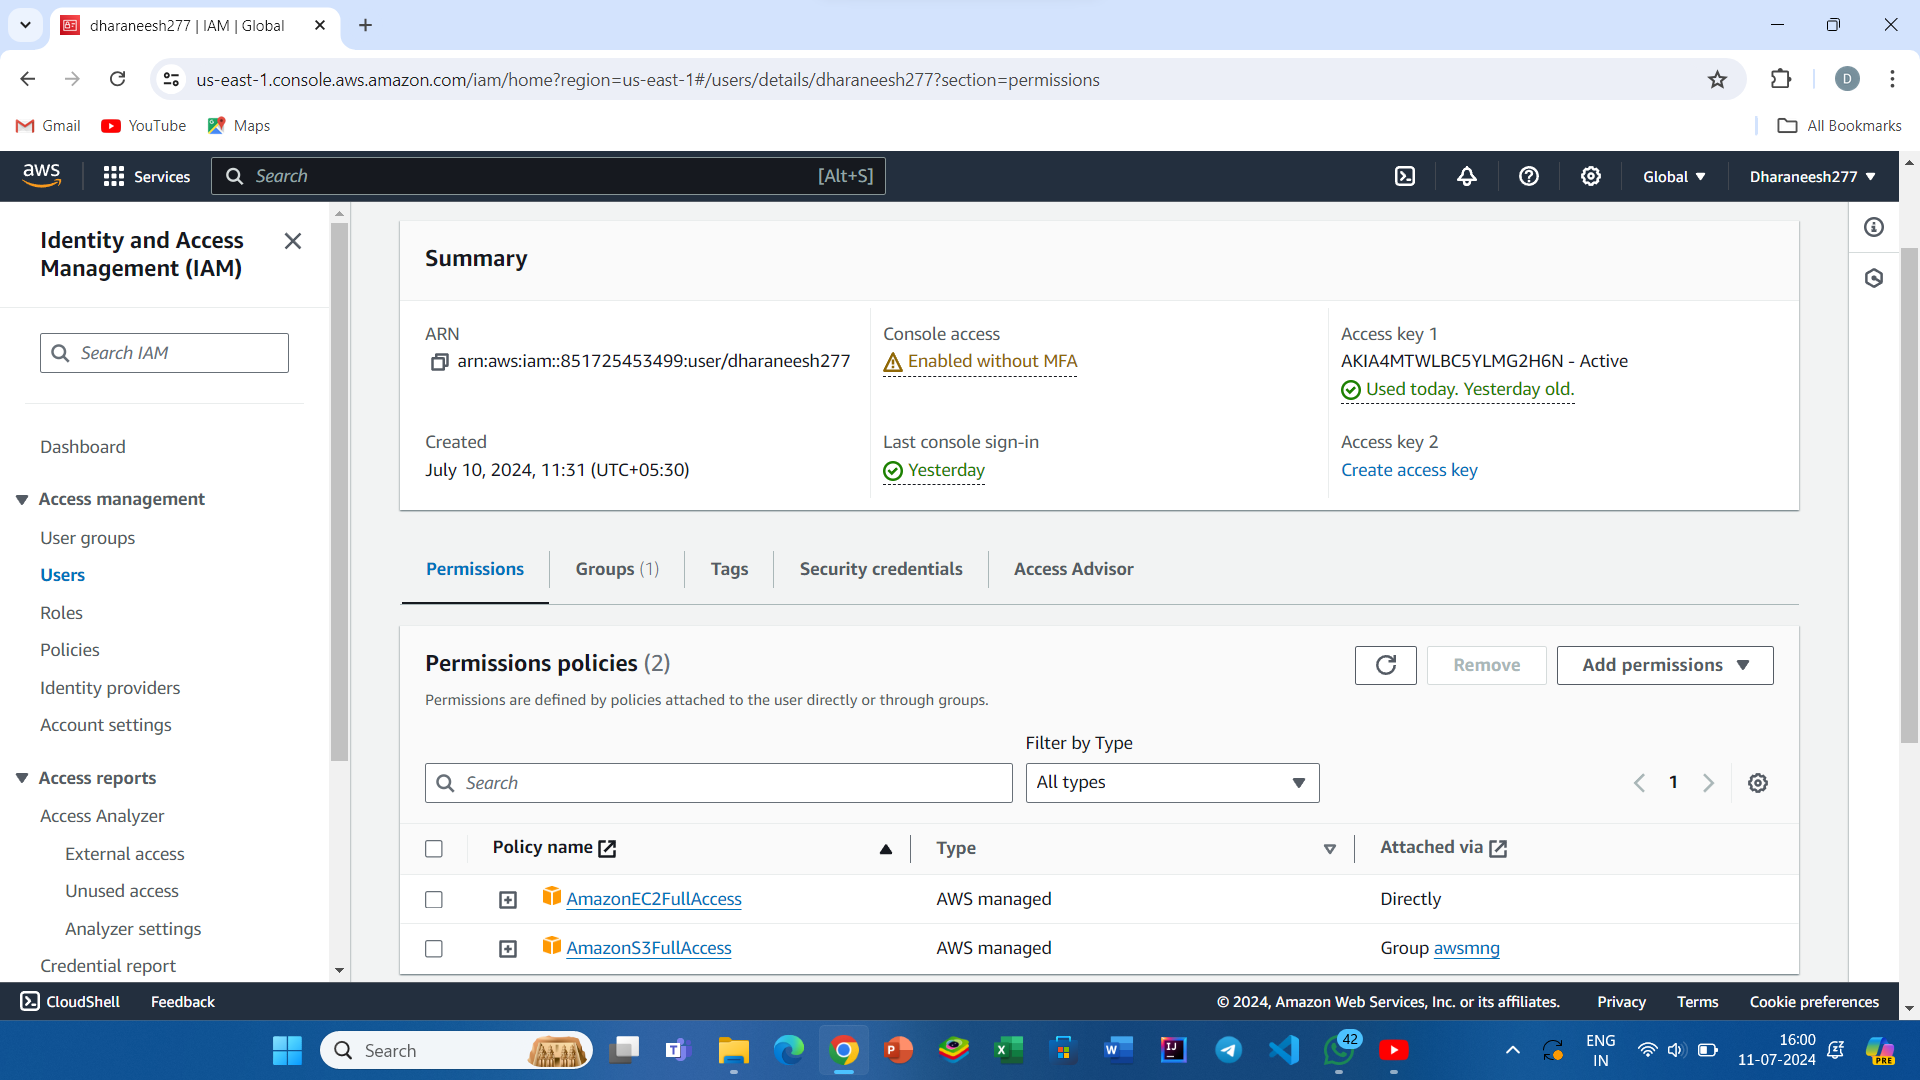 dharaneesh277 | IAM | Global
us-east-1.console.aws.amazon.com/iam/home?region=us-east-1#/users/details/dharaneesh277?section=permissions
D
Gmail
YouTube
Maps
All Bookmarks
aws
Services
Search
[Alt+S]
Global
Dharaneesh277
Identity and Access
Management (IAM)
Search IAM
Dashboard
Access management
User groups
Users
Roles
Policies
Identity providers
Account settings
Access reports
Access Analyzer
External access
Unused access
Analyzer settings
Credential report
Summary
ARN
arn:aws:iam::851725453499:user/dharaneesh277
Console access
Enabled without MFA
Access key 1
AKIA4MTWLBC5YLMG2H6N - Active
Used today. Yesterday old.
Created
July 10, 2024, 11:31 (UTC+05:30)
Last console sign-in
Yesterday
Access key 2
Create access key
Permissions
Groups (1)
Tags
Security credentials
Access Advisor
Permissions policies (2)
Remove
Add permissions
Permissions are defined by policies attached to the user directly or through groups.
Filter by Type
Search
All types
1
Policy name
Type
Attached via
AmazonEC2FullAccess
AWS managed
Directly
AmazonS3FullAccess
AWS managed
Group awsmng
CloudShell
Feedback
© 2024, Amazon Web Services, Inc. or its affiliates.
Privacy
Terms
Cookie preferences
Search
42
ENG
IN
16:00
11-07-2024
PRE